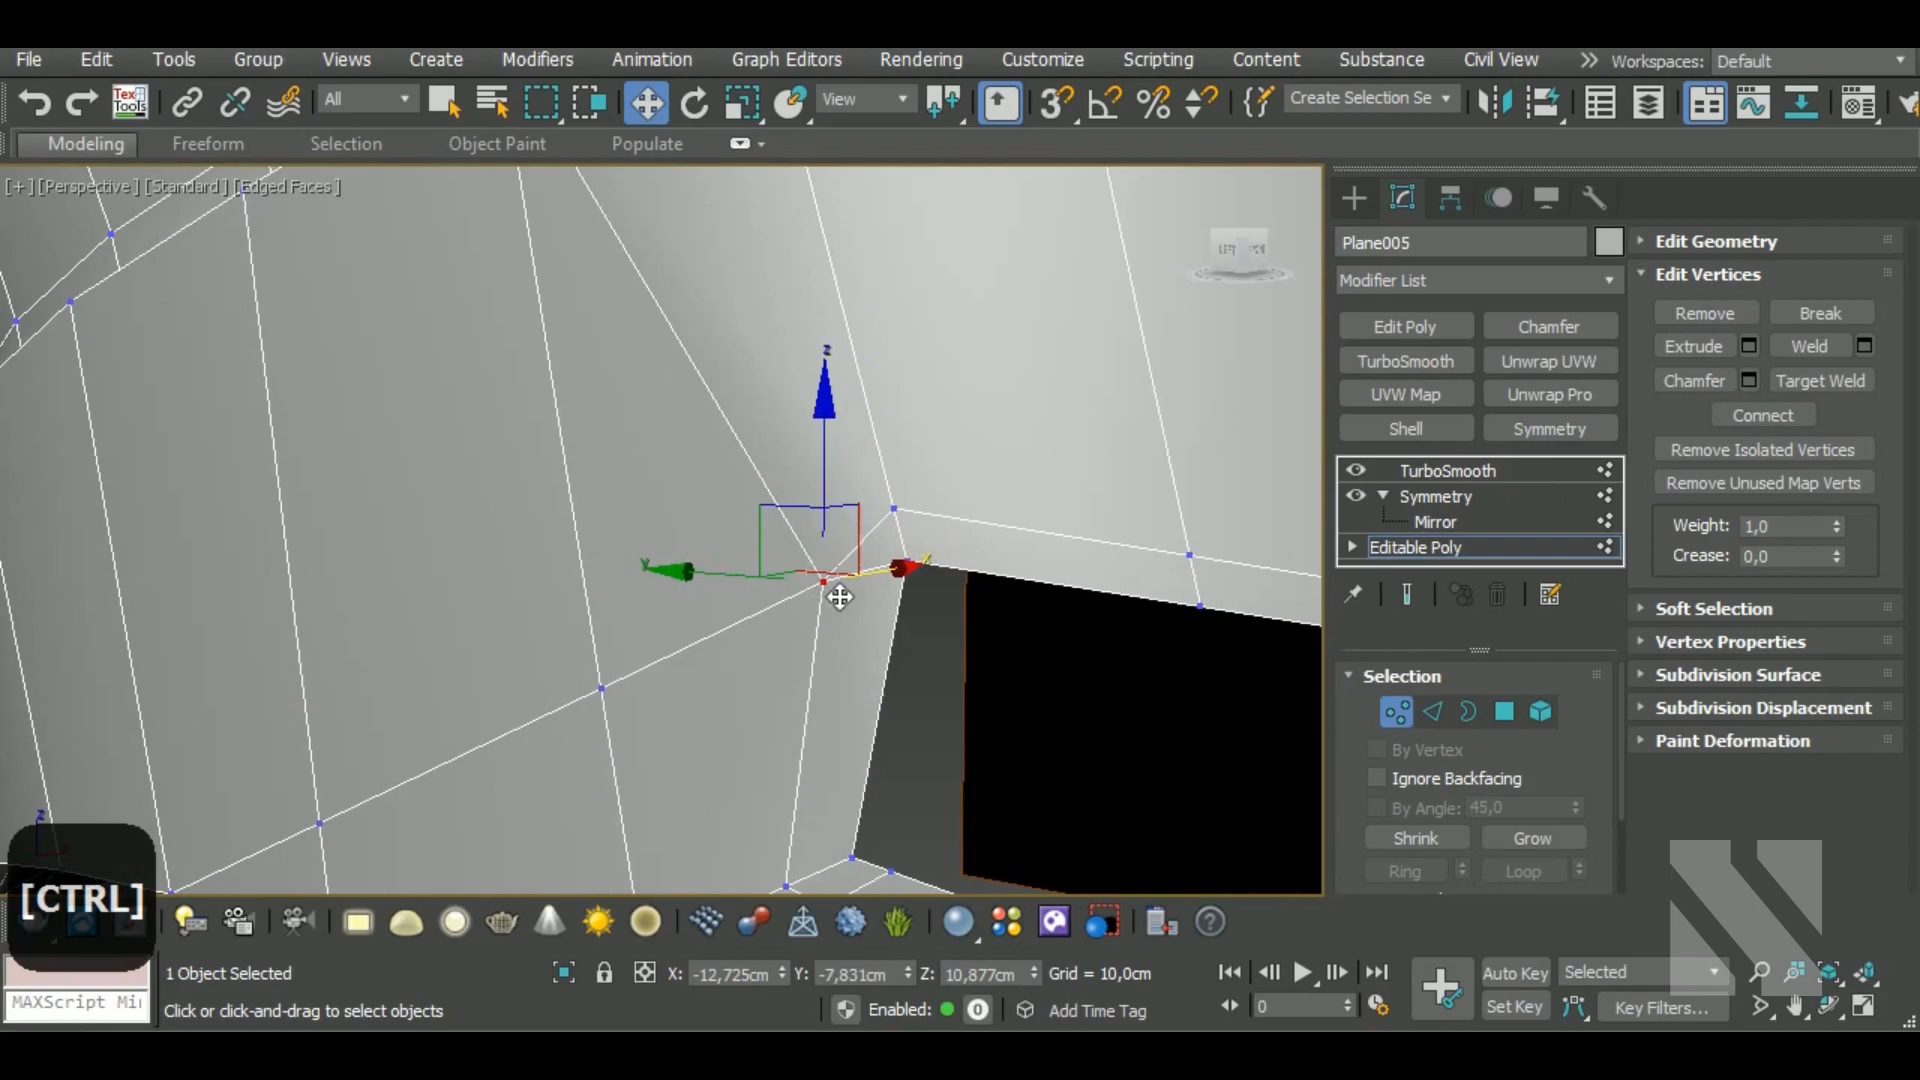 File Edit Tools Group Views Create Modifiers Animation Graph Editors Rendering Customize Scripting Content Substance Civil View Workspaces: Default
Tex Tools All View Create Selection Se
Modeling Freeform Selection Object Paint Populate
[+] [Perspective ] [Standard ] [Edged Faces ]
z
y
x
z
Plane005
Modifier List
Edit Poly Chamfer
TurboSmooth Unwrap UVW
UVW Map Unwrap Pro
Shell Symmetry
TurboSmooth
Symmetry
Mirror
Editable Poly
Selection
By Vertex
Ignore Backfacing
By Angle: 45,0
Shrink Grow
Ring Loop
Edit Geometry
Edit Vertices
Remove Break
Extrude Weld
Chamfer Target Weld
Connect
Remove Isolated Vertices
Remove Unused Map Verts
Weight: 1,0
Crease: 0,0
Soft Selection
Vertex Properties
Subdivision Surface
Subdivision Displacement
Paint Deformation
[CTRL]
1 Object Selected X: -12,725cm Y: -7,831cm Z: 10,877cm Grid = 10,0cm Auto Key Selected
MAXScript Mi Click or click-and-drag to select objects Enabled: 0 Add Time Tag 0 Set Key Key Filters...